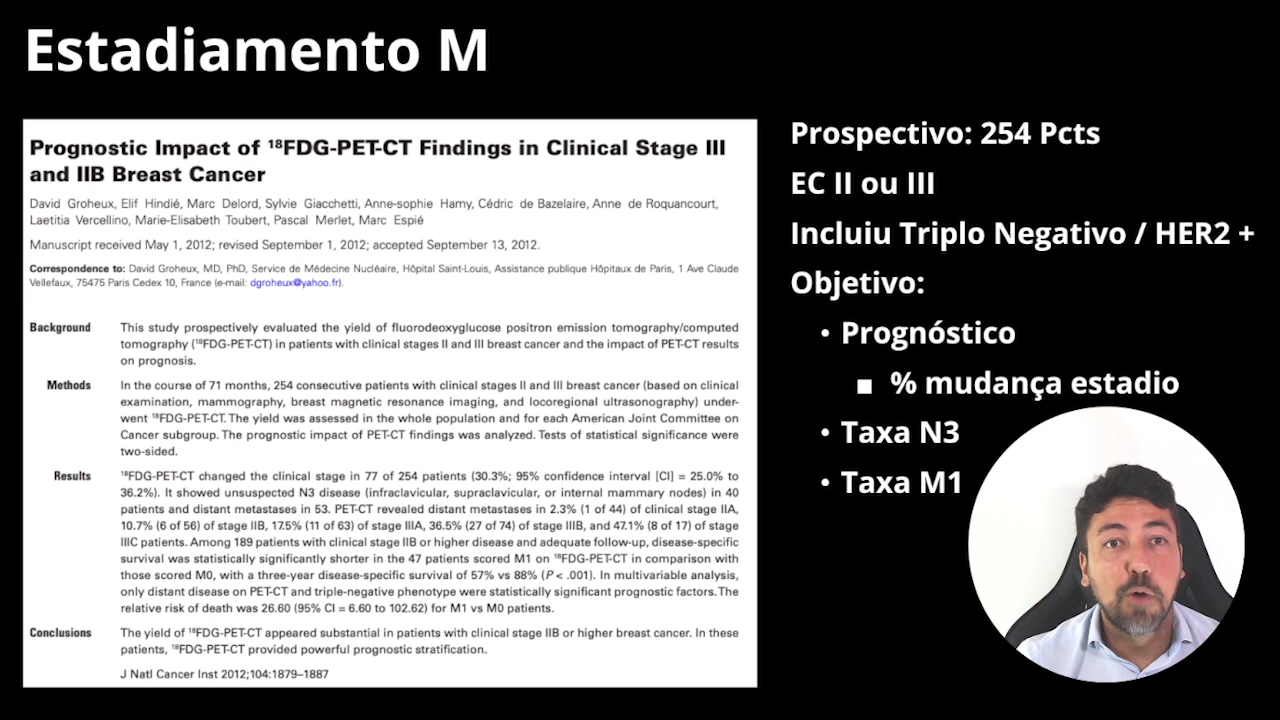 Estadiamento M
Prognostic Impact of ¹⁸FDG-PET-CT Findings in Clinical Stage III
and IIB Breast Cancer
David Groheux, Elif Hindié, Marc Delord, Sylvie Giacchetti, Anne-sophie Hamy, Cédric de Bazelaire, Anne de Roquancourt,
Laetitia Vercellino, Marie-Elisabeth Toubert, Pascal Merlet, Marc Espié
Manuscript received May 1, 2012; revised September 1, 2012; accepted September 13, 2012.
Correspondence to: David Groheux, MD, PhD, Service de Médecine Nucléaire, Hôpital Saint-Louis, Assistance publique Hôpitaux de Paris, 1 Ave Claude
Vellefaux, 75475 Paris Cedex 10, France (e-mail: dgroheux@yahoo.fr).
Background This study prospectively evaluated the yield of fluorodeoxyglucose positron emission tomography/computed
tomography (¹⁸FDG-PET-CT) in patients with clinical stages II and III breast cancer and the impact of PET-CT results
on prognosis.
Methods In the course of 71 months, 254 consecutive patients with clinical stages II and III breast cancer (based on clinical
examination, mammography, breast magnetic resonance imaging, and locoregional ultrasonography) under-
went ¹⁸FDG-PET-CT. The yield was assessed in the whole population and for each American Joint Committee on
Cancer subgroup. The prognostic impact of PET-CT findings was analyzed. Tests of statistical significance were
two-sided.
Results ¹⁸FDG-PET-CT changed the clinical stage in 77 of 254 patients (30.3%; 95% confidence interval [CI] = 25.0% to
36.2%). It showed unsuspected N3 disease (infraclavicular, supraclavicular, or internal mammary nodes) in 40
patients and distant metastases in 53. PET-CT revealed distant metastases in 2.3% (1 of 44) of clinical stage IIA,
10.7% (6 of 56) of stage IIB, 17.5% (11 of 63) of stage IIIA, 36.5% (27 of 74) of stage IIIB, and 47.1% (8 of 17) of stage
IIIC patients. Among 189 patients with clinical stage IIB or higher disease and adequate follow-up, disease-specific
survival was statistically significantly shorter in the 47 patients scored M1 on ¹⁸FDG-PET-CT in comparison with
those scored M0, with a three-year disease-specific survival of 57% vs 88% (P < .001). In multivariable analysis,
only distant disease on PET-CT and triple-negative phenotype were statistically significant prognostic factors. The
relative risk of death was 26.60 (95% CI = 6.60 to 102.62) for M1 vs M0 patients.
Conclusions The yield of ¹⁸FDG-PET-CT appeared substantial in patients with clinical stage IIB or higher breast cancer. In these
patients, ¹⁸FDG-PET-CT provided powerful prognostic stratification.
J Natl Cancer Inst 2012;104:1879–1887
Prospectivo: 254 Pcts
EC II ou III
Incluiu Triplo Negativo / HER2 +
Objetivo:
• Prognóstico
■ % mudança estadio
• Taxa N3
• Taxa M1